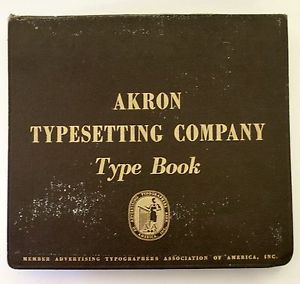 AKRON
TYPESETTING COMPANY
Type Book
MEMBER ADVERTISING TYPOGRAPHERS ASSOCIATION OF AMERICA, INC.